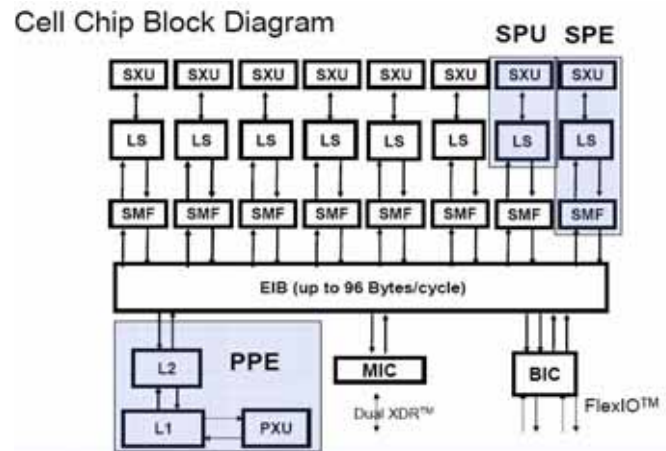 Cell Chip Block Diagram
SPU SPE
SXU SXU SXU SXU SXU SXU SXU SXU
LS LS LS LS LS LS LS LS
SMF SMF SMF SMF SMF SMF SMF SMF
EIB (up to 96 Bytes/cycle)
L2 PPE MIC BIC
L1 PXU Dual XDR™ FlexIO™